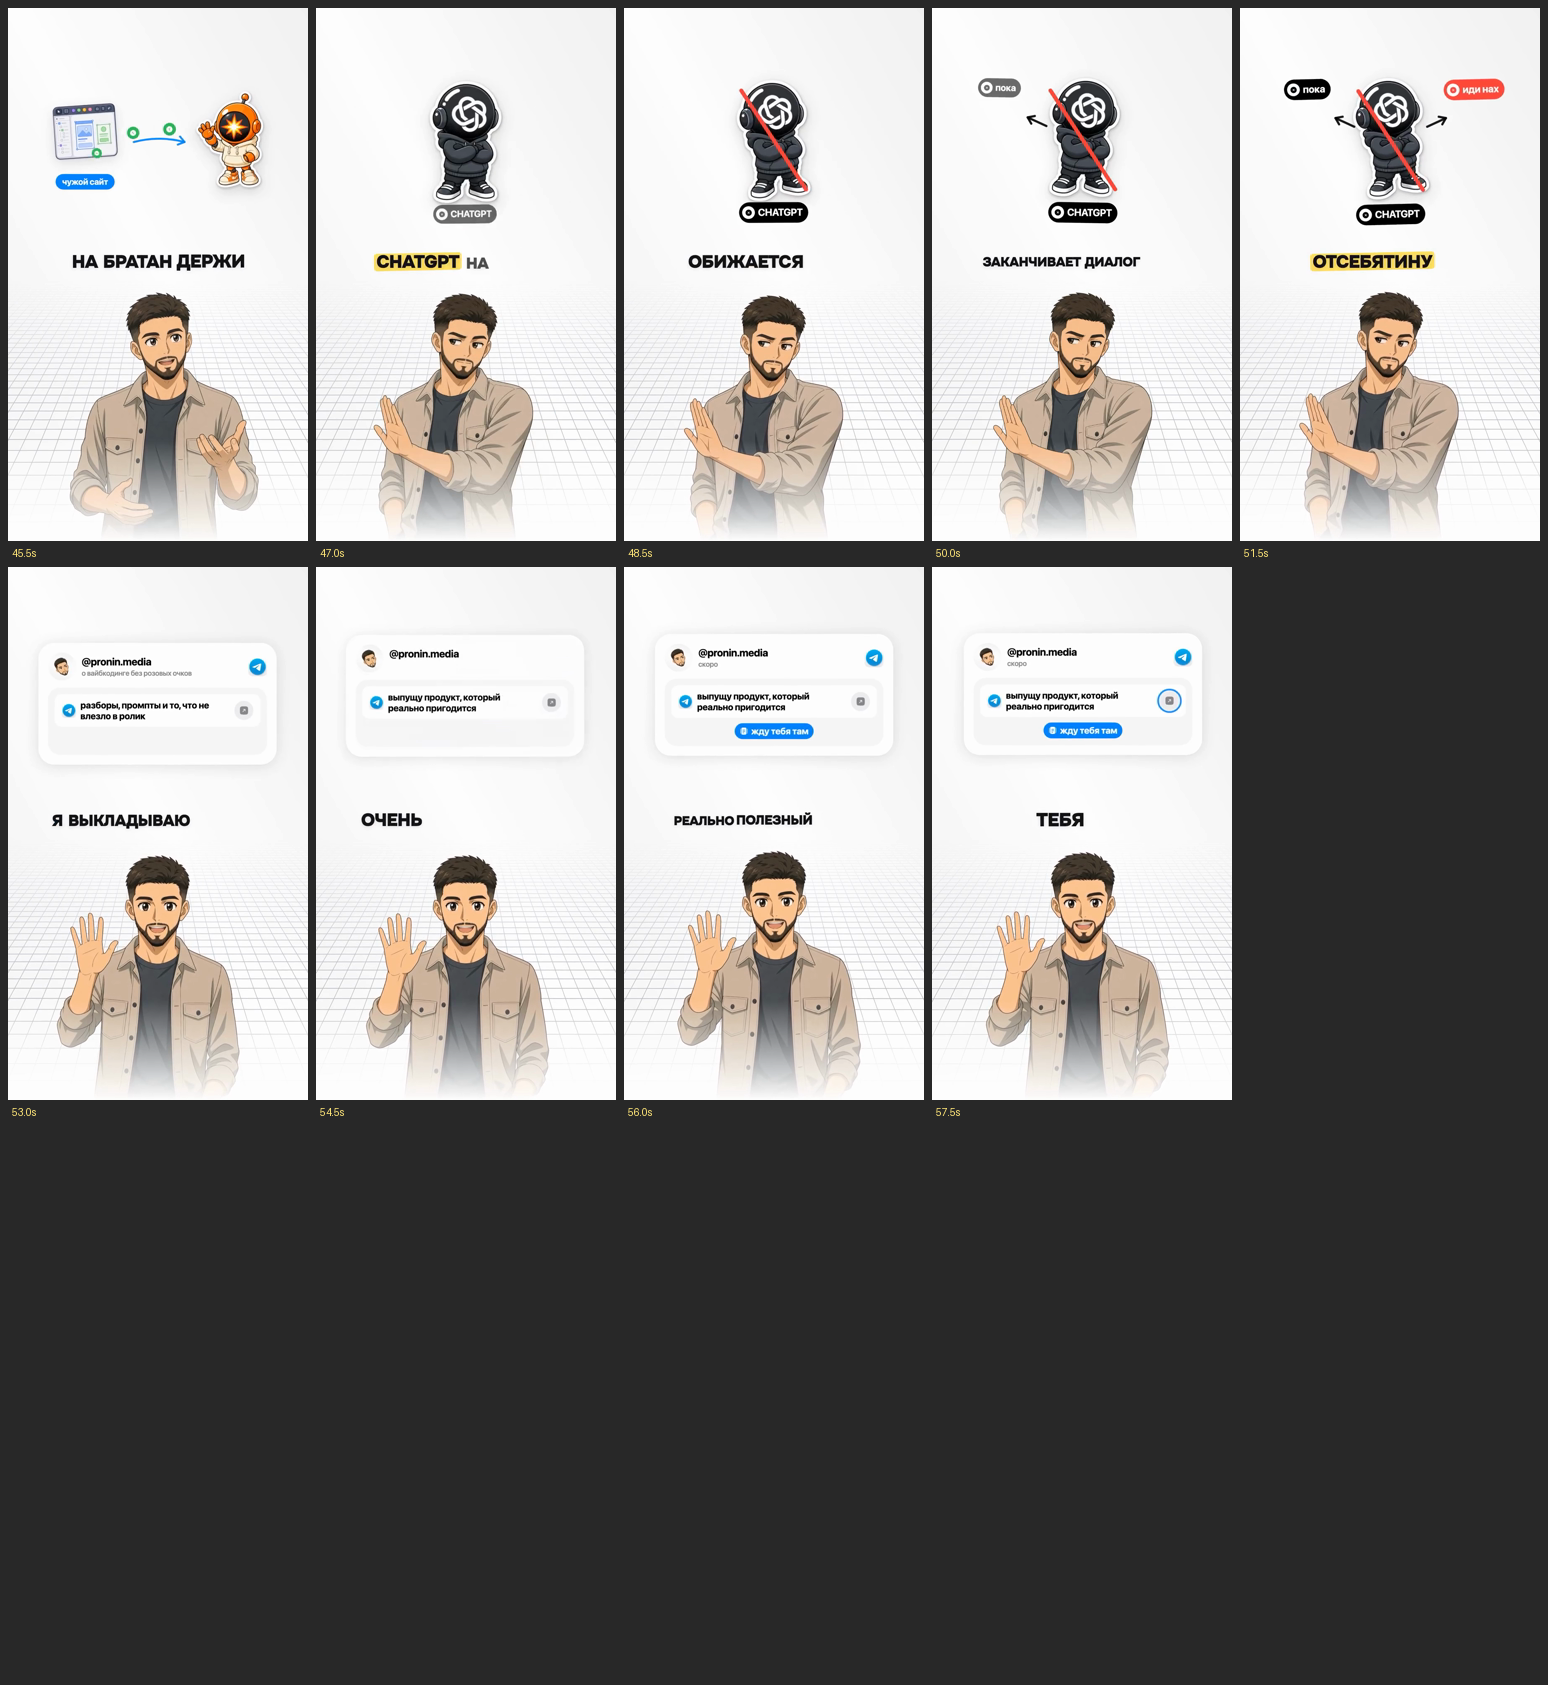 чужой сайт
НА БРАТАН ДЕРЖИ
45.5s
CHATGPT
CHATGPT НА
47.0s
CHATGPT
ОБИЖАЕТСЯ
48.5s
пока
CHATGPT
ЗАКАНЧИВАЕТ ДИАЛОГ
50.0s
пока
иди нах
CHATGPT
ОТСЕБЯТИНУ
51.5s
@pronin.media
о вайбкодинге без розовых очков
разборы, промпты и то, что не
влезло в ролик
Я ВЫКЛАДЫВАЮ
53.0s
@pronin.media
выпущу продукт, который
реально пригодится
ОЧЕНЬ
54.5s
@pronin.media
скоро
выпущу продукт, который
реально пригодится
жду тебя там
РЕАЛЬНО ПОЛЕЗНЫЙ
56.0s
@pronin.media
скоро
выпущу продукт, который
реально пригодится
жду тебя там
ТЕБЯ
57.5s